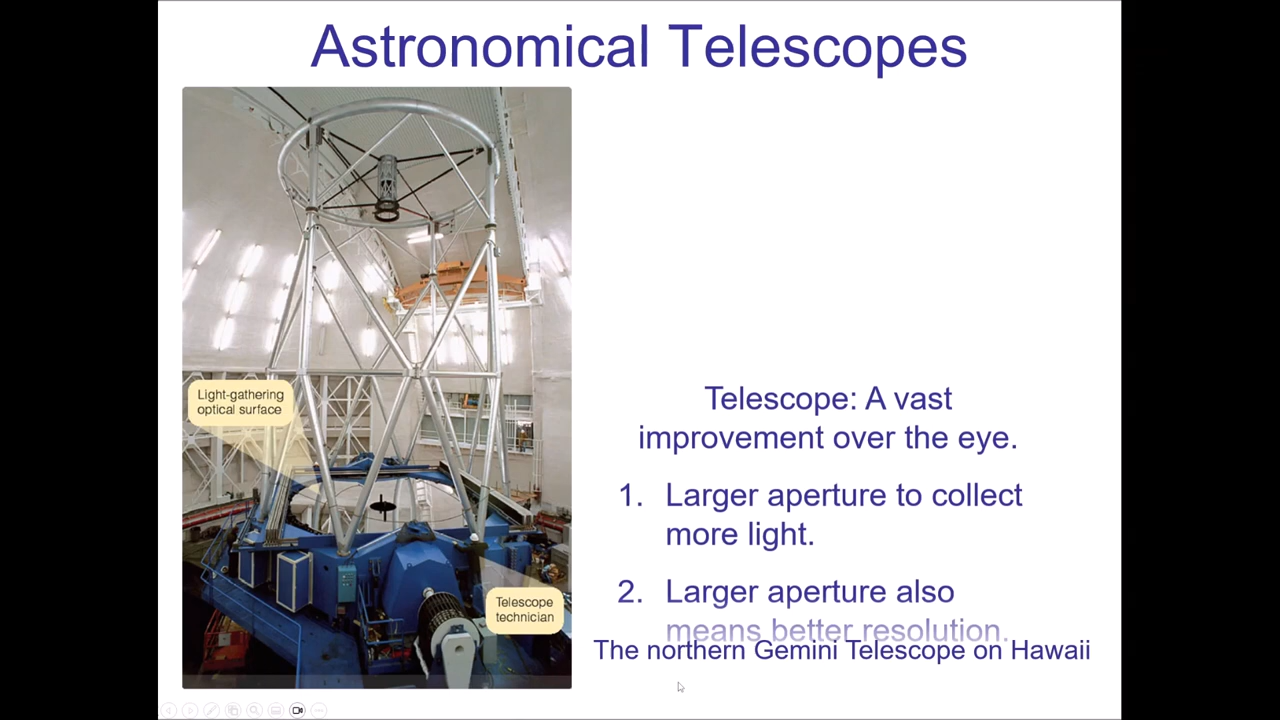 Astronomical Telescopes
Light-gathering
optical surface
Telescope
technician
Telescope: A vast
improvement over the eye.
1. Larger aperture to collect
more light.
2. Larger aperture also
means better resolution.
The northern Gemini Telescope on Hawaii